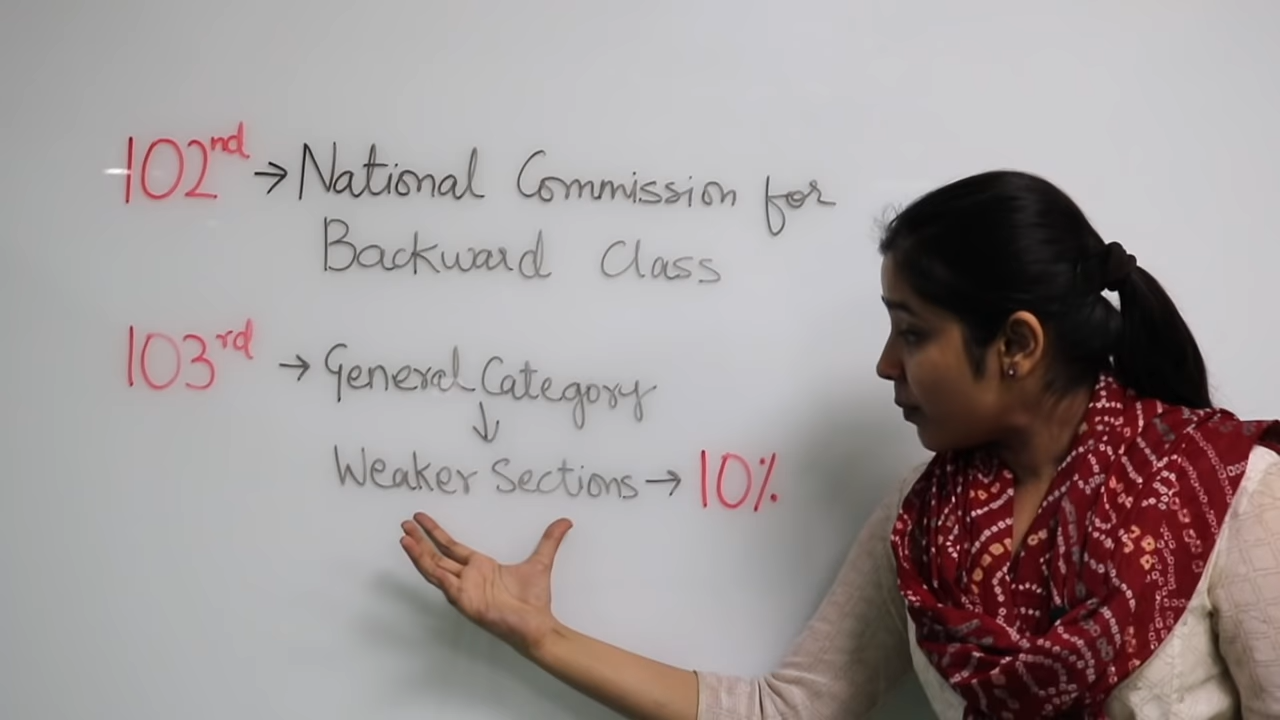 102nd → National Commission for
Backward Class
103rd → General Category
↓
Weaker Sections → 10%